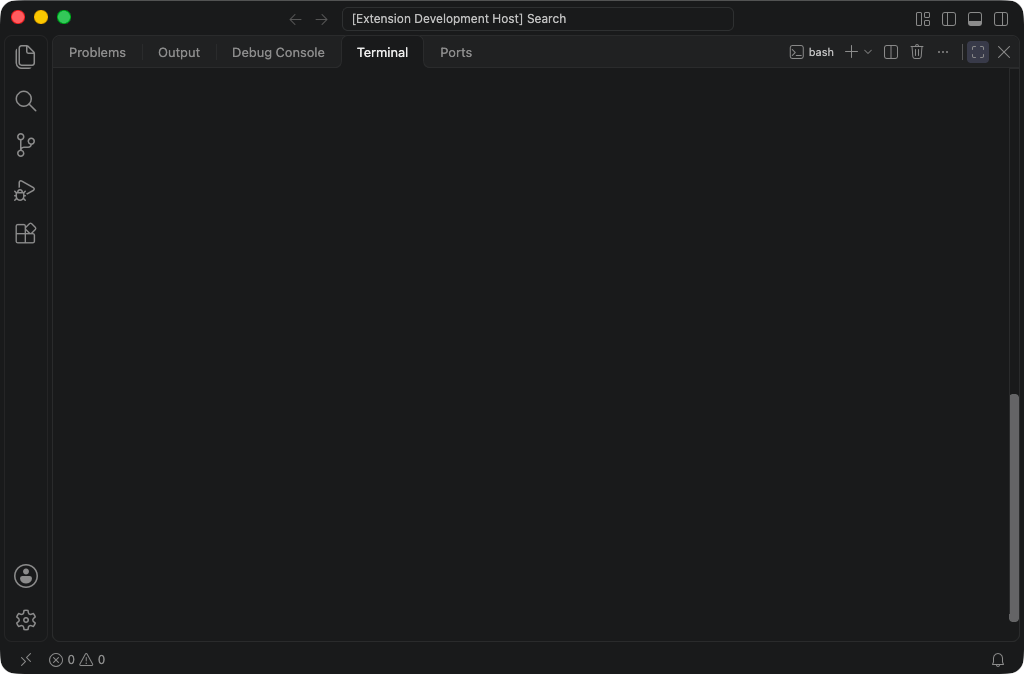 [Extension Development Host] Search
Problems Output Debug Console Terminal Ports bash
0 0